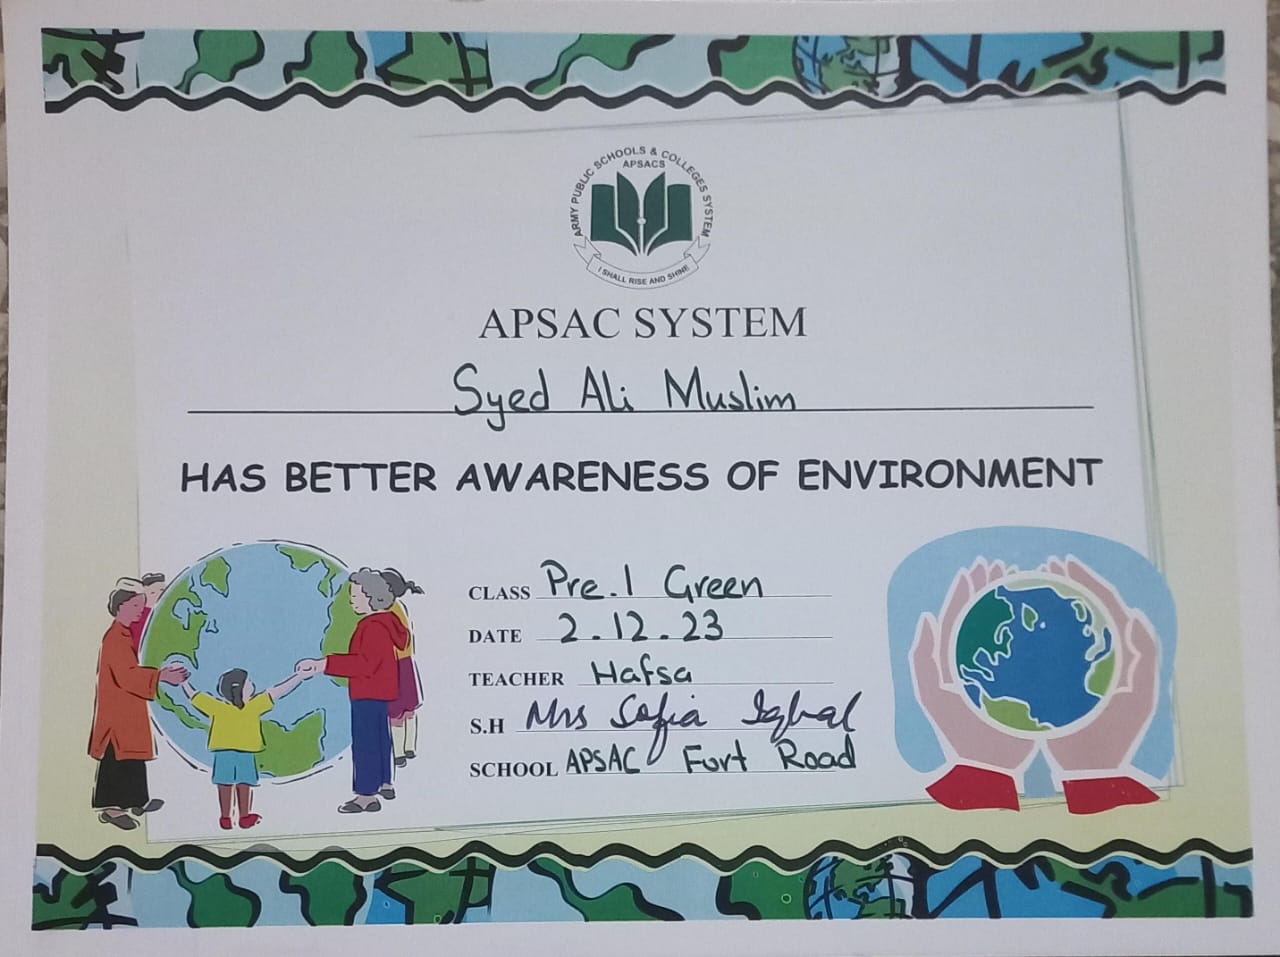 ARMY PUBLIC SCHOOLS & COLLEGES SYSTEM
APSACS
I SHALL RISE AND SHINE
APSAC SYSTEM
Syed Ali Muslim
HAS BETTER AWARENESS OF ENVIRONMENT
CLASS Pre.1 Green
DATE 2.12.23
TEACHER Hafsa
S.H Mrs Safia Iqbal
SCHOOL APSAC Fort Road